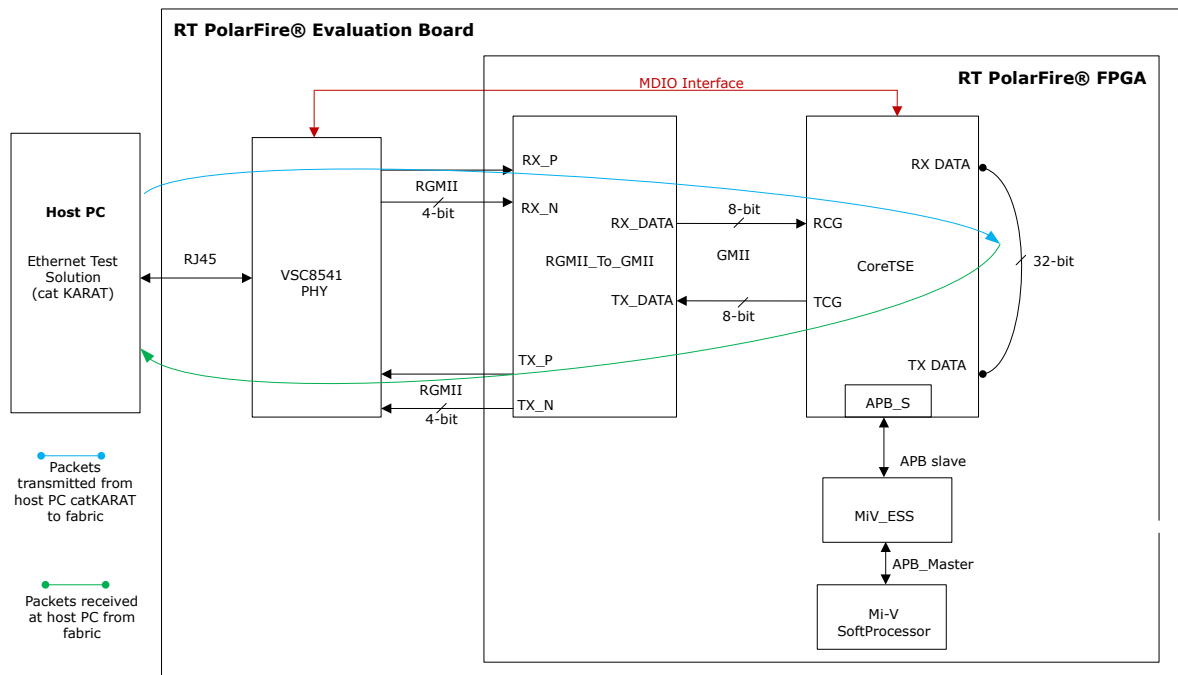 RT PolarFire® Evaluation Board
RT PolarFire® FPGA
MDIO Interface
Host PC
Ethernet Test
Solution
(cat KARAT)
RJ45
VSC8541
PHY
RGMII
4-bit
RX_P
RX_N
RX_DATA
RGMII_To_GMII
TX_DATA
TX_P
TX_N
RGMII
4-bit
8-bit
GMII
8-bit
RX DATA
RCG
CoreTSE
TCG
TX DATA
APB_S
32-bit
APB slave
MiV_ESS
APB_Master
Mi-V
SoftProcessor
Packets
transmitted from
host PC catKARAT
to fabric
Packets received
at host PC from
fabric